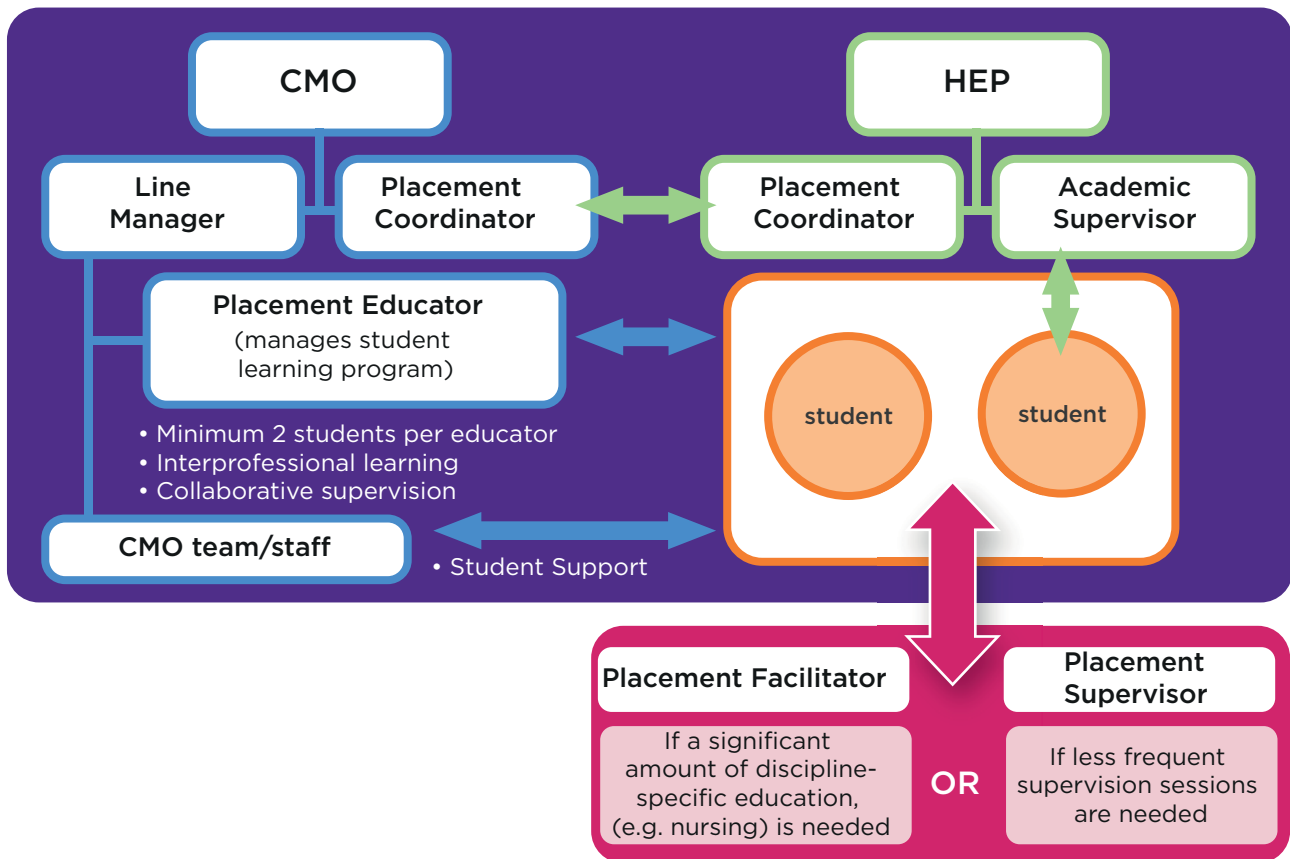 CMO
HEP
Line
Manager
Placement
Coordinator
Placement
Coordinator
Academic
Supervisor
Placement Educator
(manages student
learning program)
• Minimum 2 students per educator
• Interprofessional learning
• Collaborative supervision
student
student
CMO team/staff
• Student Support
Placement Facilitator
Placement
Supervisor
If a significant
amount of discipline-
specific education,
(e.g. nursing) is needed
OR
If less frequent
supervision sessions
are needed